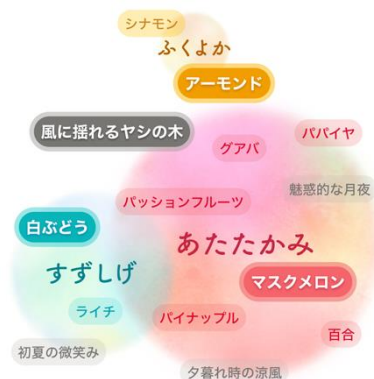 シナモン
ふくよか
アーモンド
風に揺れるヤシの木
パパイヤ
グアバ
魅惑的な月夜
パッションフルーツ
白ぶどう
あたたかみ
すずしげ
マスクメロン
ライチ
パイナップル
百合
初夏の微笑み
夕暮れ時の涼風